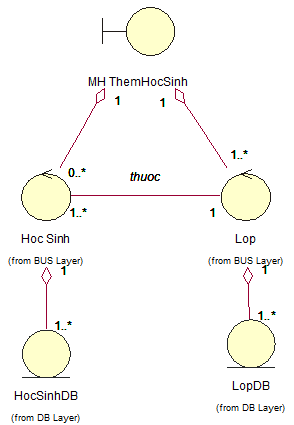 MH ThemHocSinh
1
1
0..*
1..*
thuoc
1..*
1
Hoc Sinh
Lop
(from BUS Layer)
(from BUS Layer)
1
1
1..*
1..*
HocSinhDB
LopDB
(from DB Layer)
(from DB Layer)